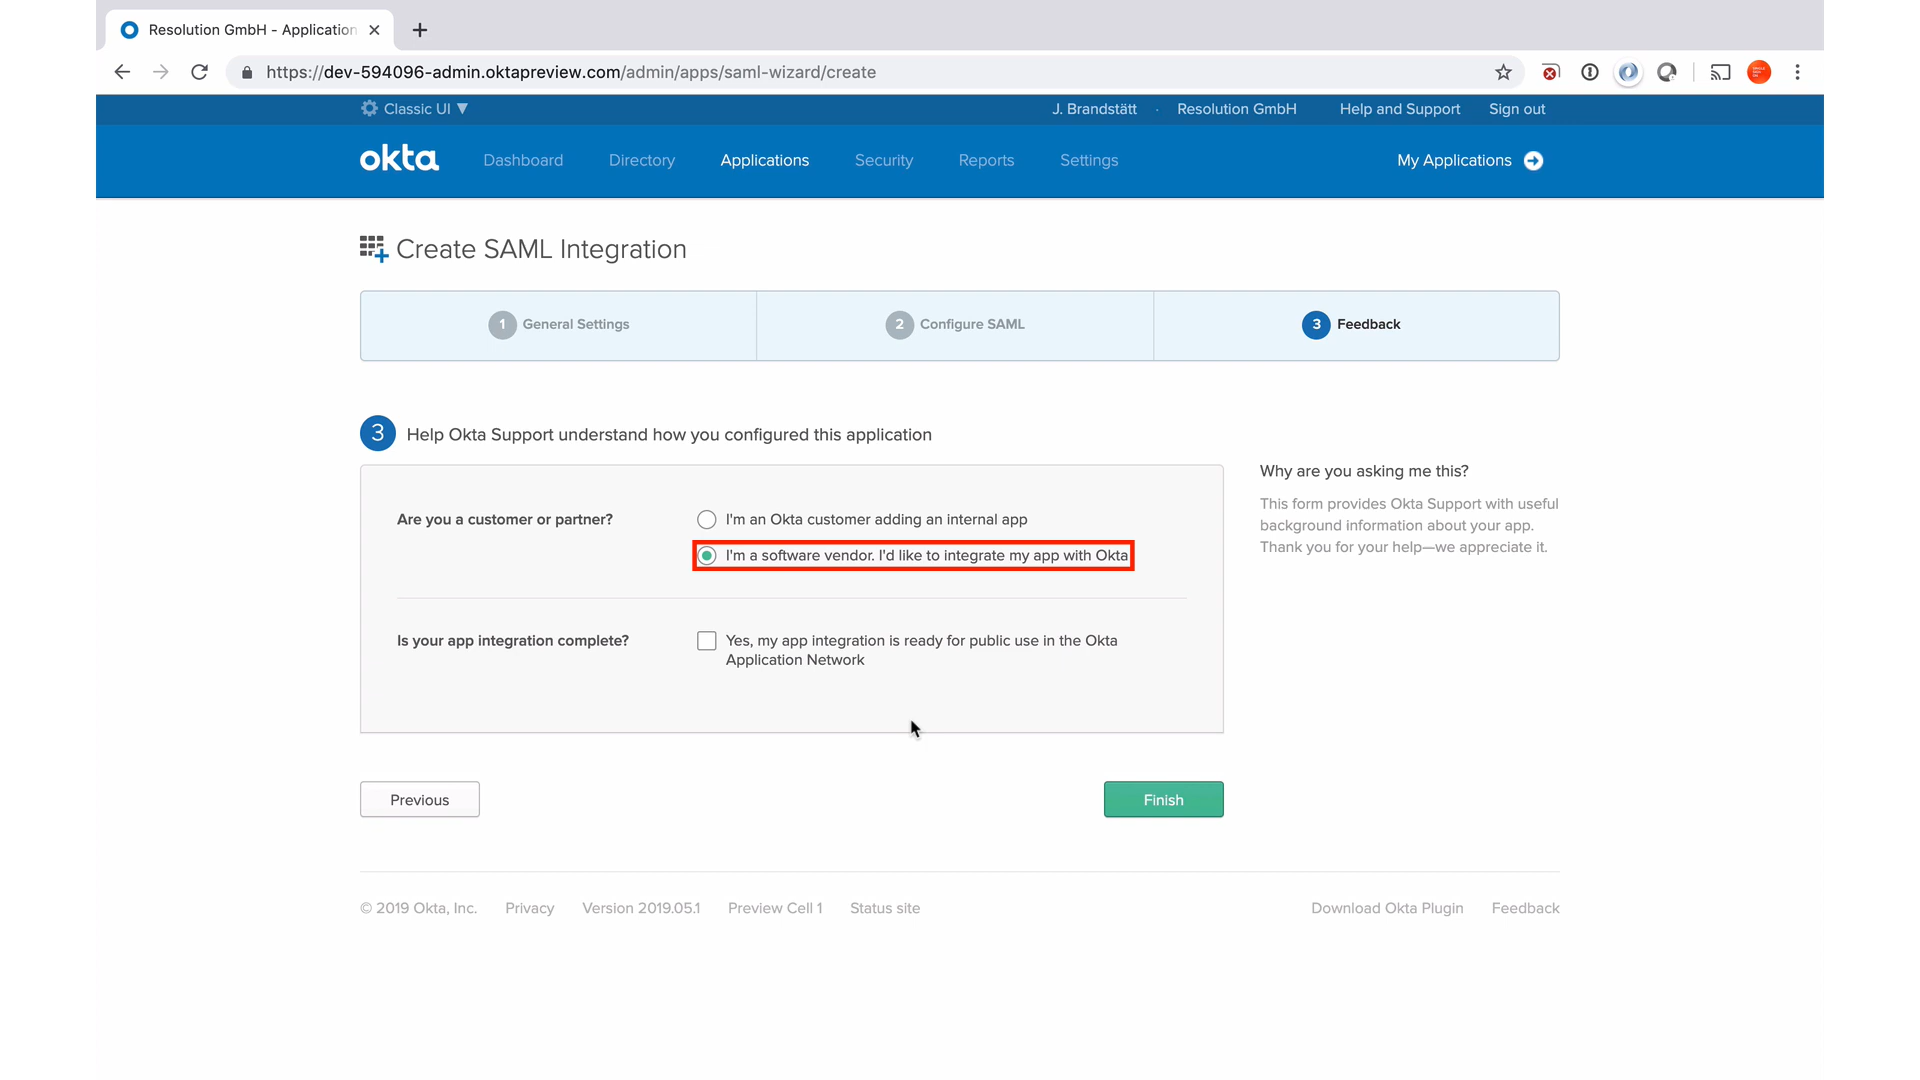 Resolution GmbH - Application
https://dev-594096-admin.oktapreview.com/admin/apps/saml-wizard/create
Classic UI ▼
J. Brandstätt · Resolution GmbH
Help and Support
Sign out
okta
Dashboard
Directory
Applications
Security
Reports
Settings
My Applications
Create SAML Integration
1 General Settings
2 Configure SAML
3 Feedback
3 Help Okta Support understand how you configured this application
Are you a customer or partner?
I'm an Okta customer adding an internal app
I'm a software vendor. I'd like to integrate my app with Okta
Is your app integration complete?
Yes, my app integration is ready for public use in the Okta
Application Network
Why are you asking me this?
This form provides Okta Support with useful
background information about your app.
Thank you for your help—we appreciate it.
Previous
Finish
© 2019 Okta, Inc.
Privacy
Version 2019.05.1
Preview Cell 1
Status site
Download Okta Plugin
Feedback